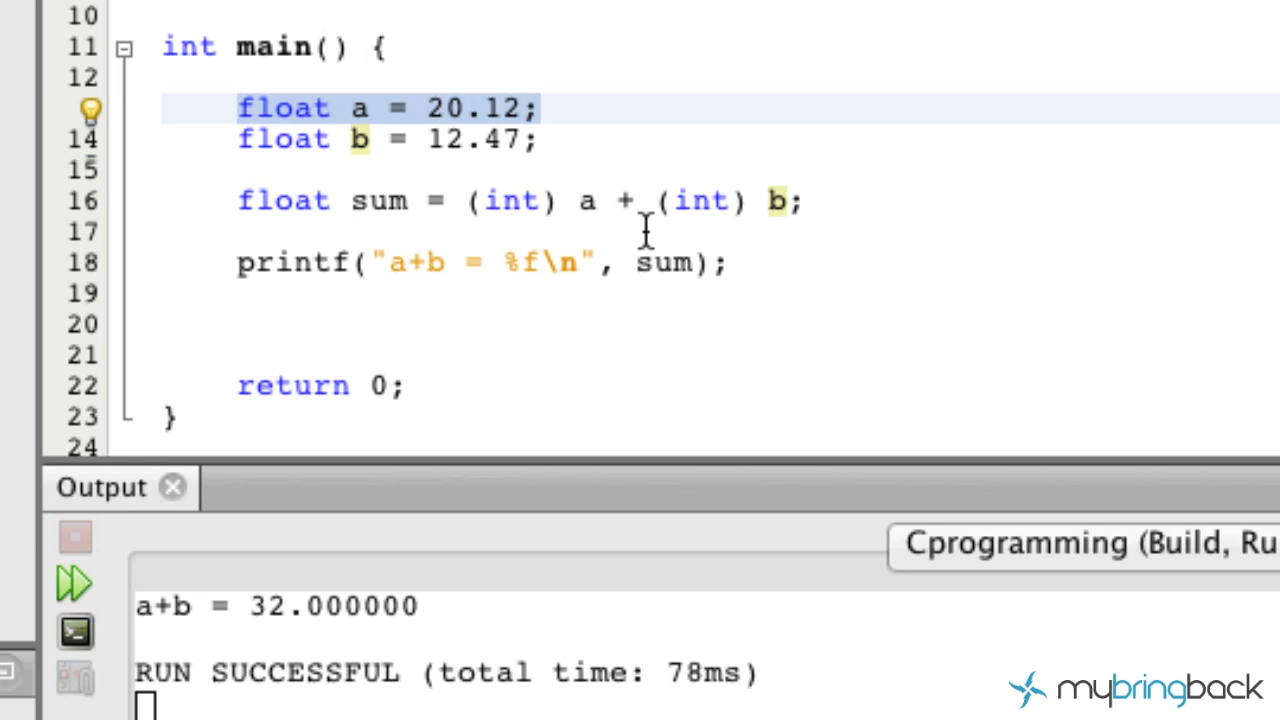 10
11 int main() {
12
float a = 20.12;
14 float b = 12.47;
15
16 float sum = (int) a + (int) b;
17
18 printf("a+b = %f\n", sum);
19
20
21
22 return 0;
23 }
24
Output
Cprogramming (Build, Ru
a+b = 32.000000
RUN SUCCESSFUL (total time: 78ms)
mybringback